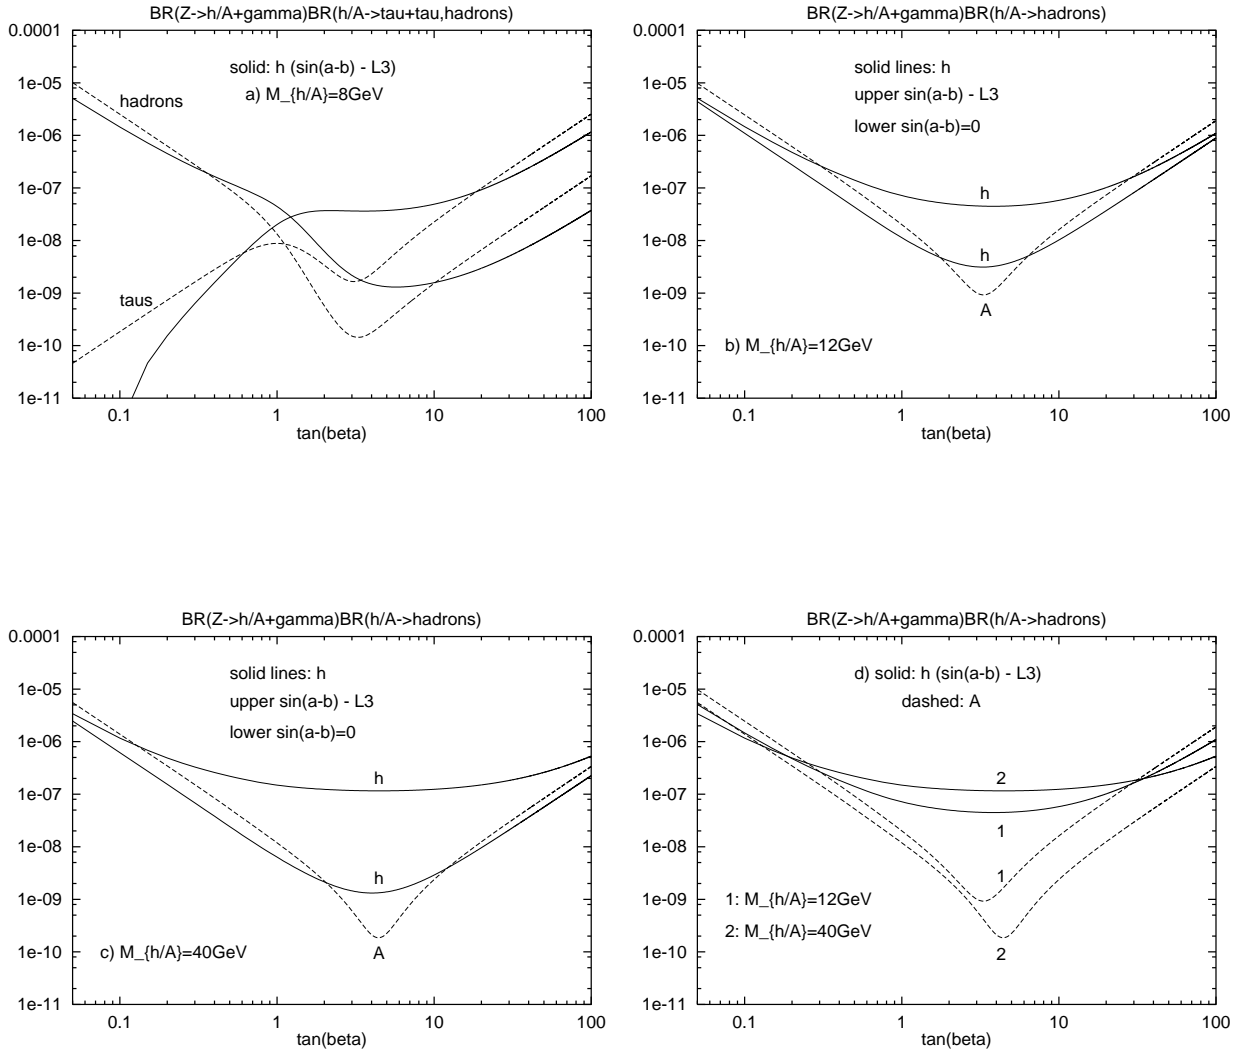 BR(Z->h/A+gamma)BR(h/A->tau+tau,hadrons)
0.0001
1e-05
1e-06
1e-07
1e-08
1e-09
1e-10
1e-11
solid: h (sin(a-b) - L3)
a) M_{h/A}=8GeV
hadrons
taus
0.1 1 10 100
tan(beta)
BR(Z->h/A+gamma)BR(h/A->hadrons)
0.0001
1e-05
1e-06
1e-07
1e-08
1e-09
1e-10
1e-11
solid lines: h
upper sin(a-b) - L3
lower sin(a-b)=0
h
h
A
b) M_{h/A}=12GeV
0.1 1 10 100
tan(beta)
BR(Z->h/A+gamma)BR(h/A->hadrons)
0.0001
1e-05
1e-06
1e-07
1e-08
1e-09
1e-10
1e-11
solid lines: h
upper sin(a-b) - L3
lower sin(a-b)=0
h
h
A
c) M_{h/A}=40GeV
0.1 1 10 100
tan(beta)
BR(Z->h/A+gamma)BR(h/A->hadrons)
0.0001
1e-05
1e-06
1e-07
1e-08
1e-09
1e-10
1e-11
d) solid: h (sin(a-b) - L3)
dashed: A
2
1
1
1: M_{h/A}=12GeV
2: M_{h/A}=40GeV
2
0.1 1 10 100
tan(beta)